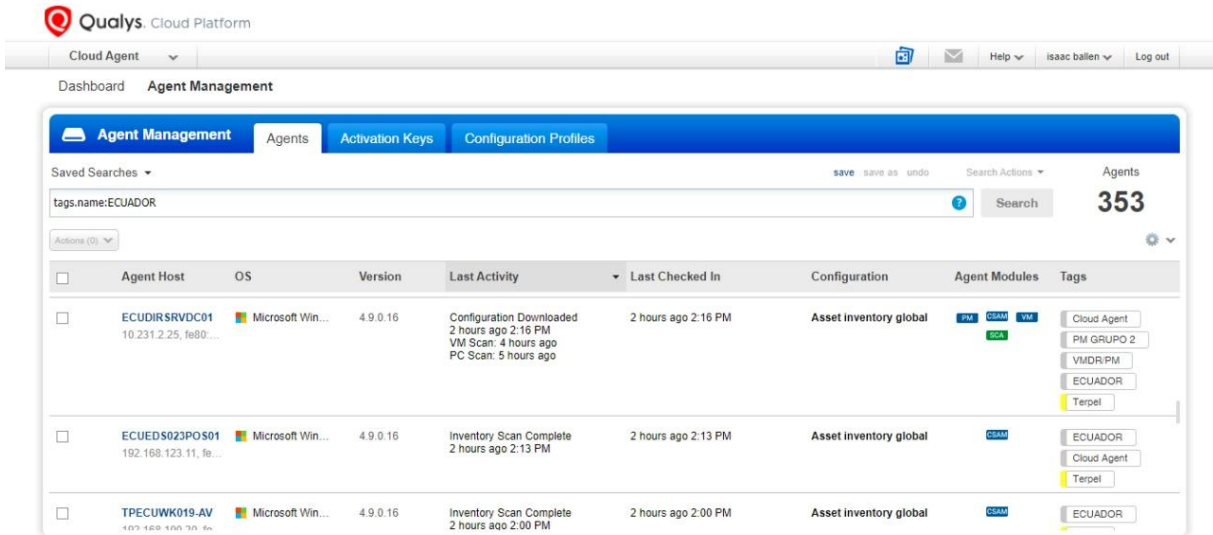 Qualys. Cloud Platform
Cloud Agent
Help
isaac ballen
Log out
Dashboard
Agent Management
Agent Management
Agents
Activation Keys
Configuration Profiles
Saved Searches
save save as undo
Search Actions
Agents
tags.name:ECUADOR
?
Search
353
Actions (0)
Agent Host
OS
Version
Last Activity
Last Checked In
Configuration
Agent Modules
Tags
ECUDIRSRVDC01
10.231.2.25, fe80:...
Microsoft Win...
4.9.0.16
Configuration Downloaded
2 hours ago 2:16 PM
VM Scan: 4 hours ago
PC Scan: 5 hours ago
2 hours ago 2:16 PM
Asset inventory global
PM CSAM VM
SCA
Cloud Agent
PM GRUPO 2
VMDR/PM
ECUADOR
Terpel
ECUEDS023POS01
192.168.123.11, fe...
Microsoft Win...
4.9.0.16
Inventory Scan Complete
2 hours ago 2:13 PM
2 hours ago 2:13 PM
Asset inventory global
CSAM
ECUADOR
Cloud Agent
Terpel
TPECUWK019-AV
Microsoft Win...
4.9.0.16
Inventory Scan Complete
2 hours ago 2:00 PM
2 hours ago 2:00 PM
Asset inventory global
CSAM
ECUADOR